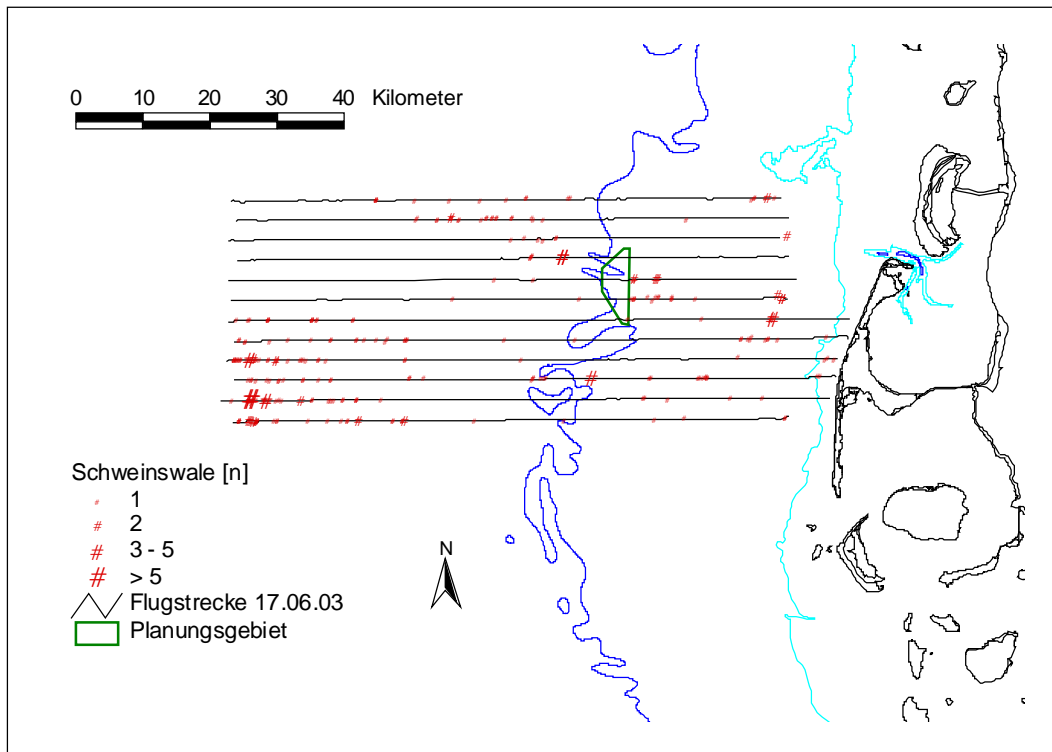 0 10 20 30 40 Kilometer
Schweinswale [n]
1
2
3 - 5
> 5
N
Flugstrecke 17.06.03
Planungsgebiet